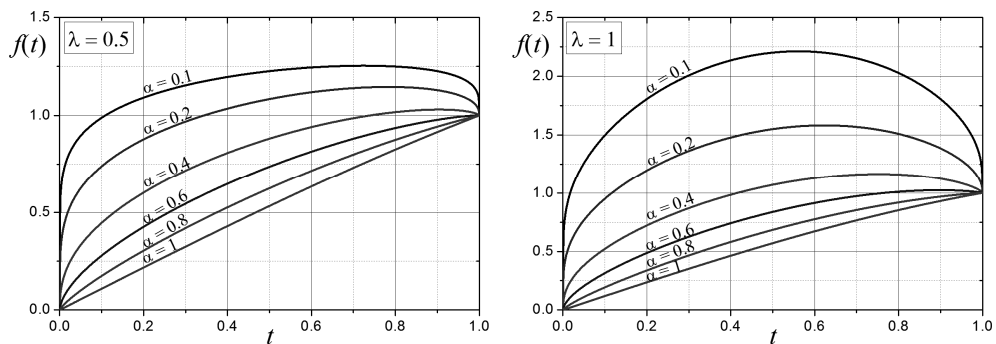 1.5
1.0
0.5
0.0
f(t)
λ = 0.5
α = 0.1
α = 0.2
α = 0.4
α = 0.6
α = 0.8
α = 1
0.0 0.2 0.4 0.6 0.8 1.0
t
2.5
2.0
1.5
1.0
0.5
0.0
f(t)
λ = 1
α = 0.1
α = 0.2
α = 0.4
α = 0.6
α = 0.8
α = 1
0.0 0.2 0.4 0.6 0.8 1.0
t